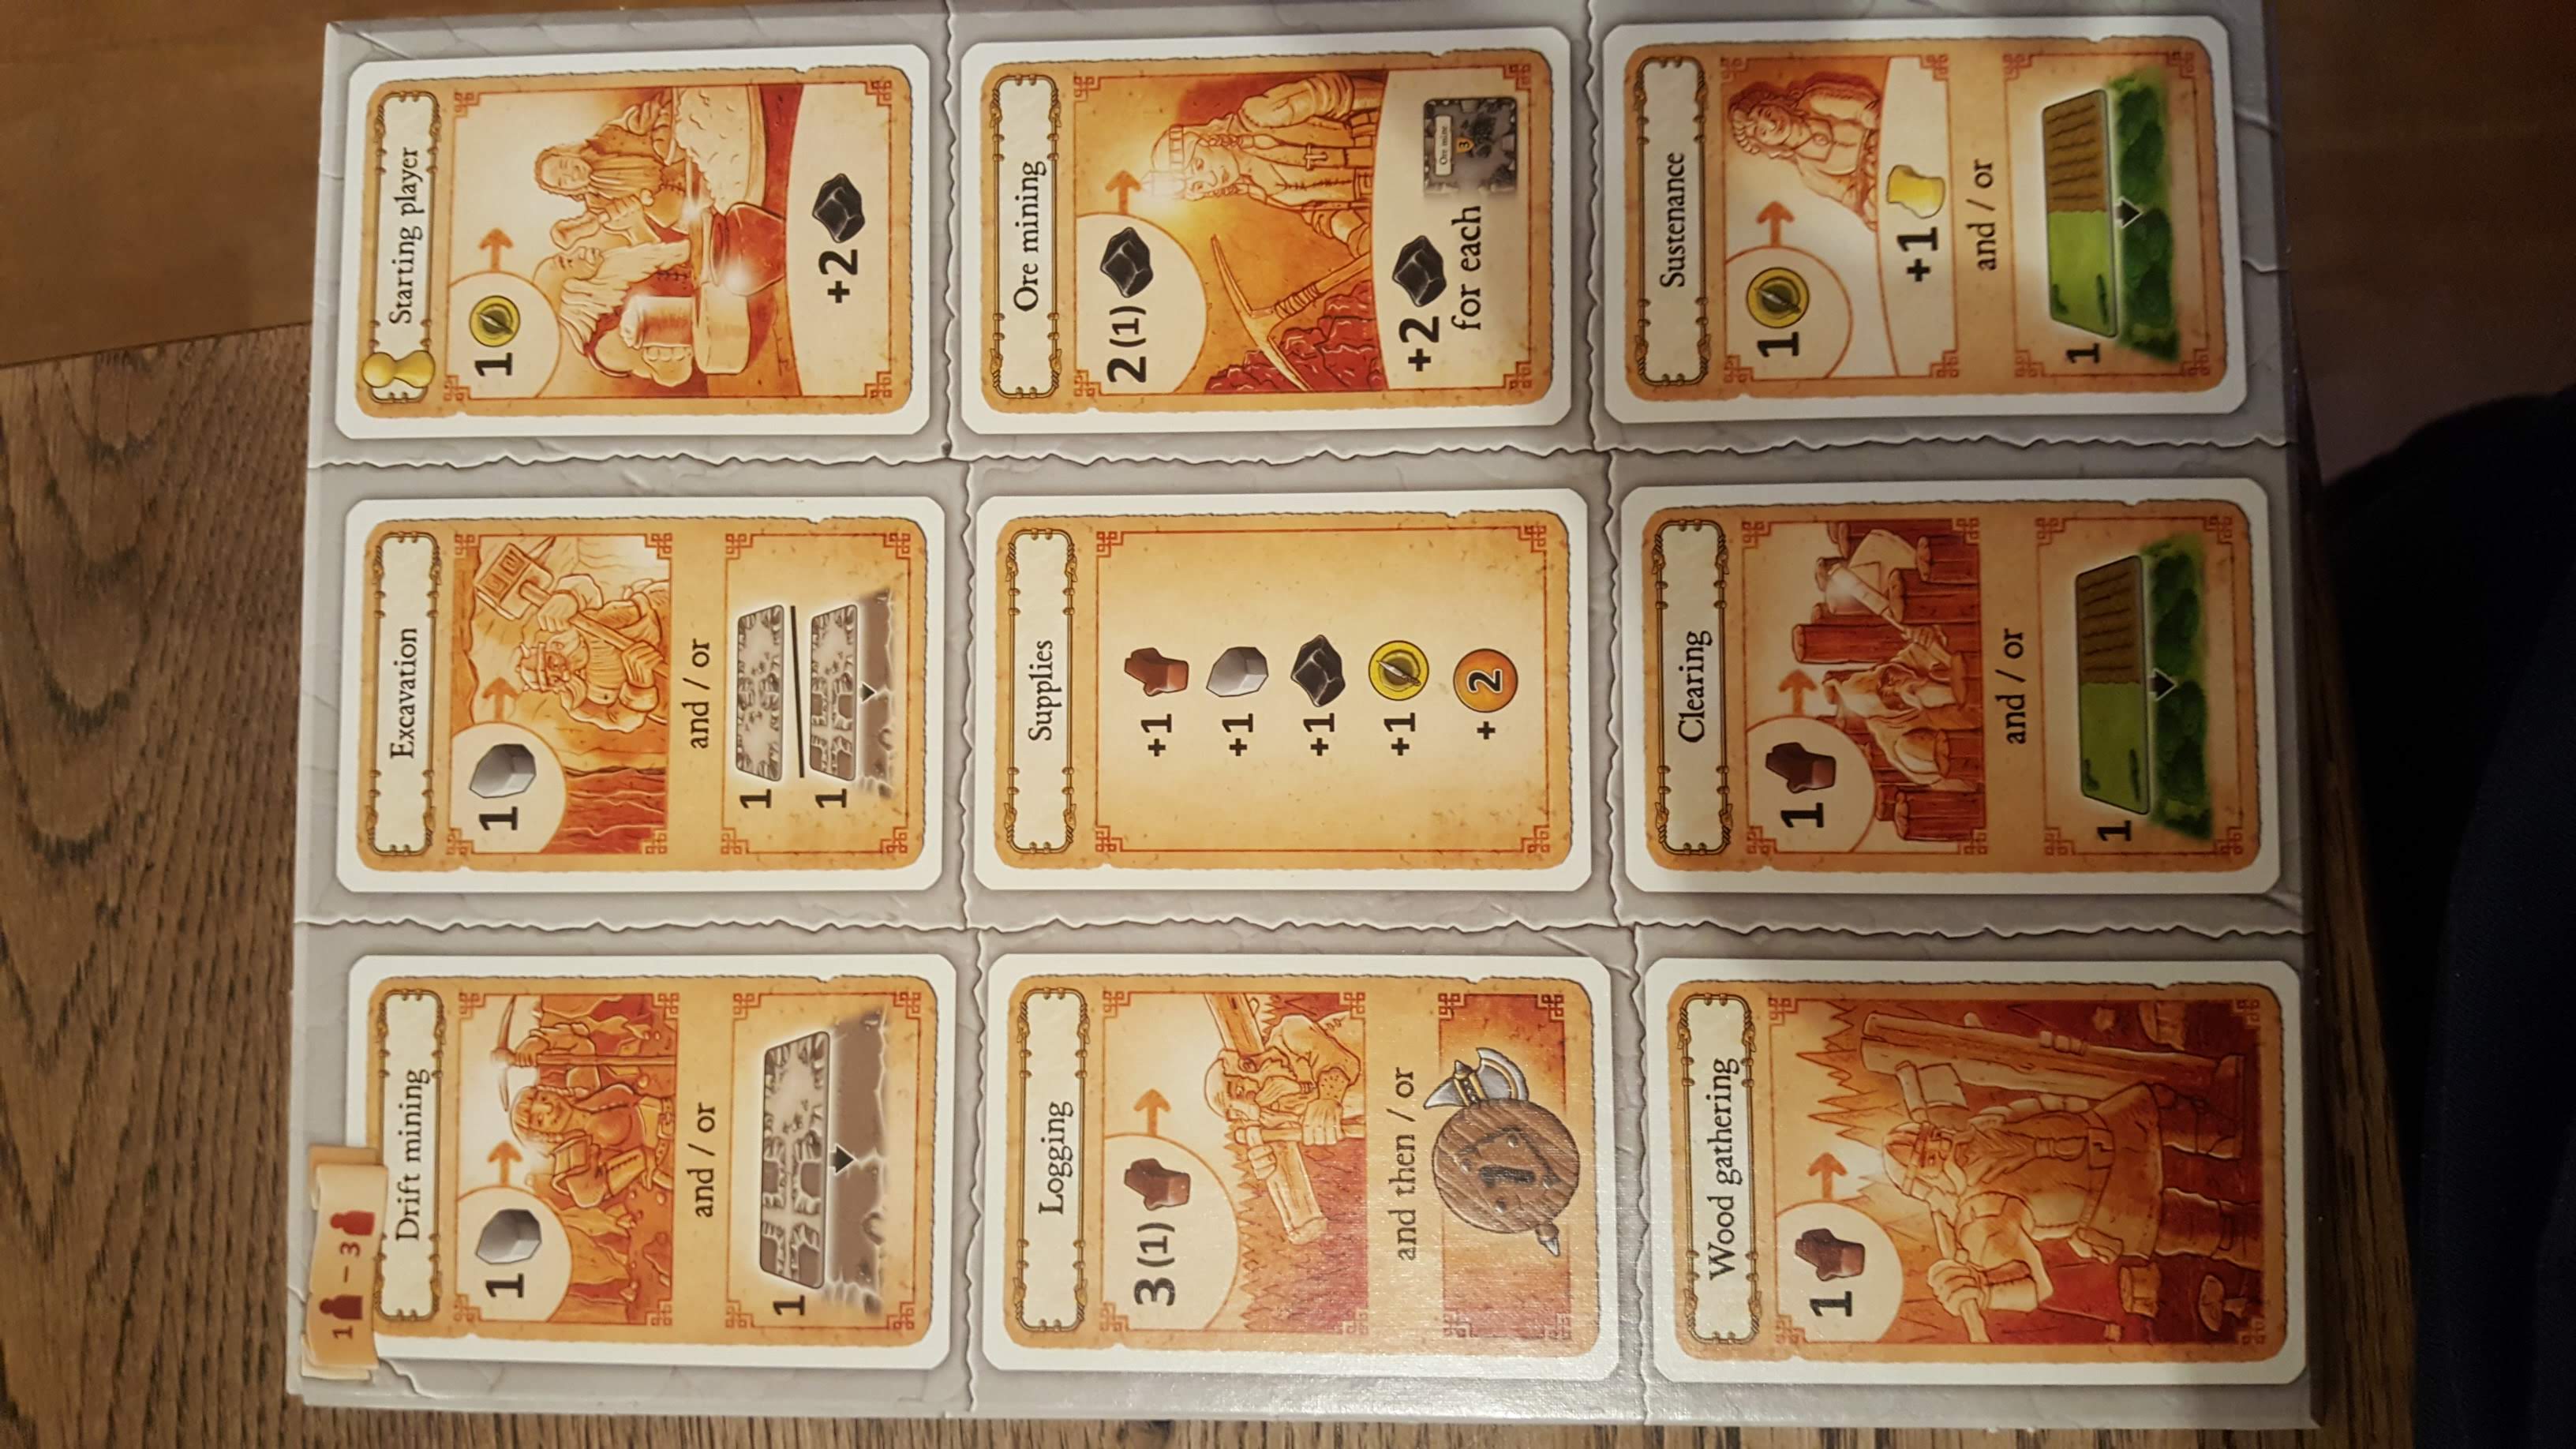 1 - 3
Drift mining
1
and / or
1
Excavation
1
and / or
1
1
Starting player
1
+2
Logging
3 (1)
and then / or
1
Supplies
+1
+1
+1
+1
+ 2
Ore mining
2 (1)
+2
for each
Ore mine
3
Wood gathering
1
Clearing
1
and / or
1
Sustenance
1
+1
and / or
1